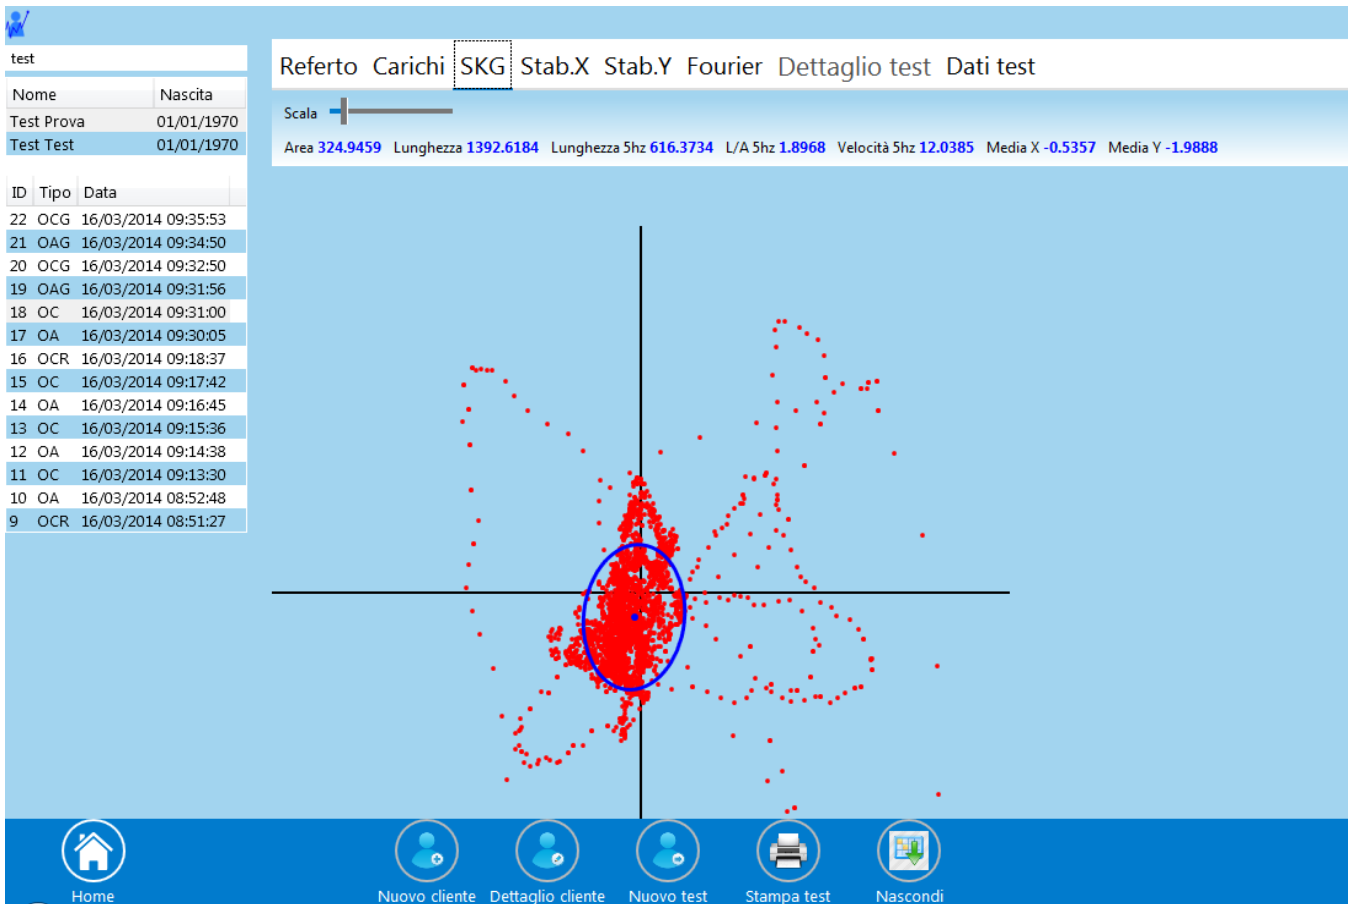 test
Nome Nascita
Test Prova 01/01/1970
Test Test 01/01/1970
ID Tipo Data
22 OCG 16/03/2014 09:35:53
21 OAG 16/03/2014 09:34:50
20 OCG 16/03/2014 09:32:50
19 OAG 16/03/2014 09:31:56
18 OC 16/03/2014 09:31:00
17 OA 16/03/2014 09:30:05
16 OCR 16/03/2014 09:18:37
15 OC 16/03/2014 09:17:42
14 OA 16/03/2014 09:16:45
13 OC 16/03/2014 09:15:36
12 OA 16/03/2014 09:14:38
11 OC 16/03/2014 09:13:30
10 OA 16/03/2014 08:52:48
9 OCR 16/03/2014 08:51:27
Referto Carichi SKG Stab.X Stab.Y Fourier Dettaglio test Dati test
Scala
Area 324.9459 Lunghezza 1392.6184 Lunghezza 5hz 616.3734 L/A 5hz 1.8968 Velocità 5hz 12.0385 Media X -0.5357 Media Y -1.9888
Home Nuovo cliente Dettaglio cliente Nuovo test Stampa test Nascondi